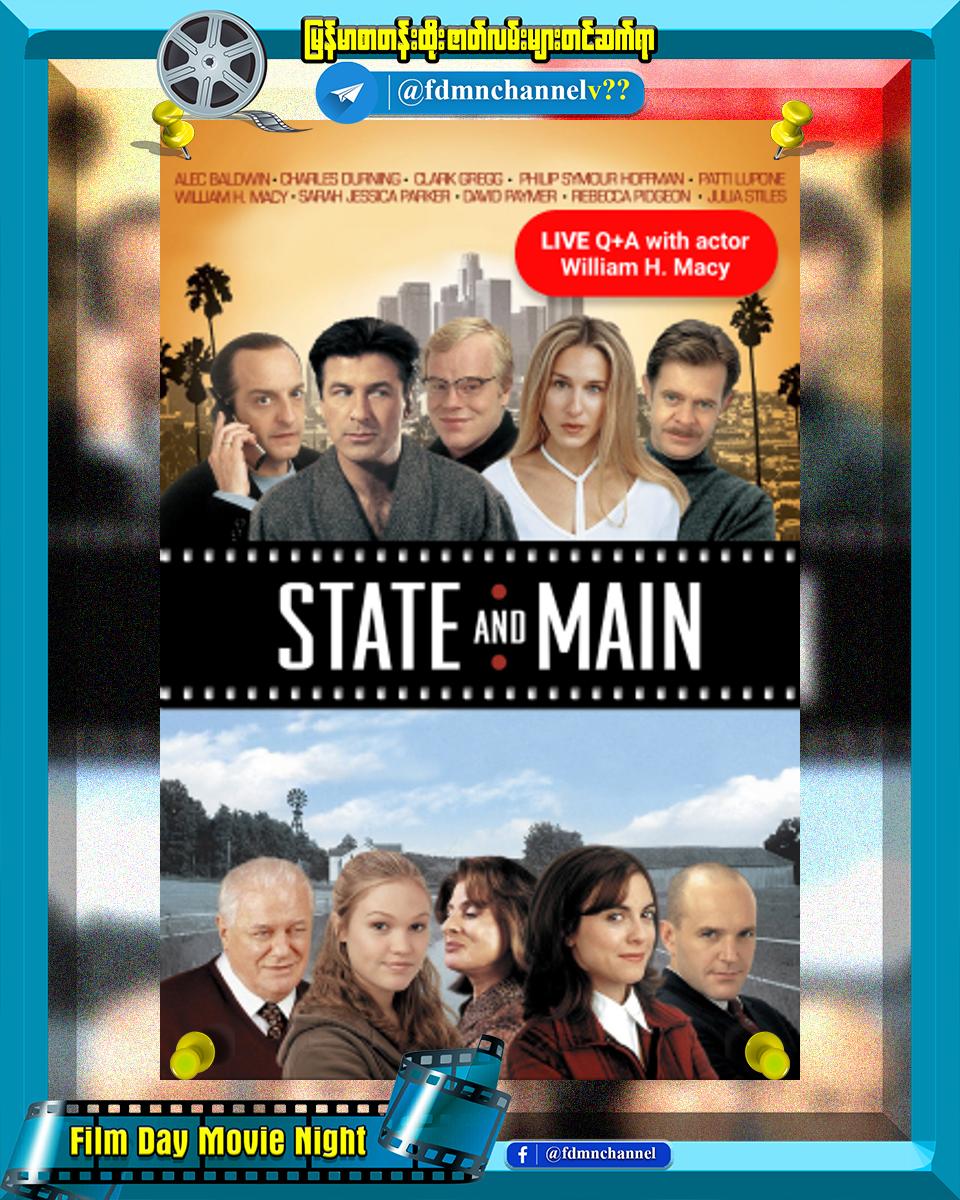 မြန်မာစာတန်းထိုးဇာတ်လမ်းများတင်ဆက်ရာ
@fdmnchannelv??
ALEC BALDWIN • CHARLES DURNING • CLARK GREGG • PHILIP SEYMOUR HOFFMAN • PATTI LUPONE
WILLIAM H. MACY • SARAH JESSICA PARKER • DAVID PAYMER • REBECCA PIDGEON • JULIA STILES
LIVE Q+A with actor
William H. Macy
STATE AND MAIN
Film Day Movie Night
f @fdmnchannel